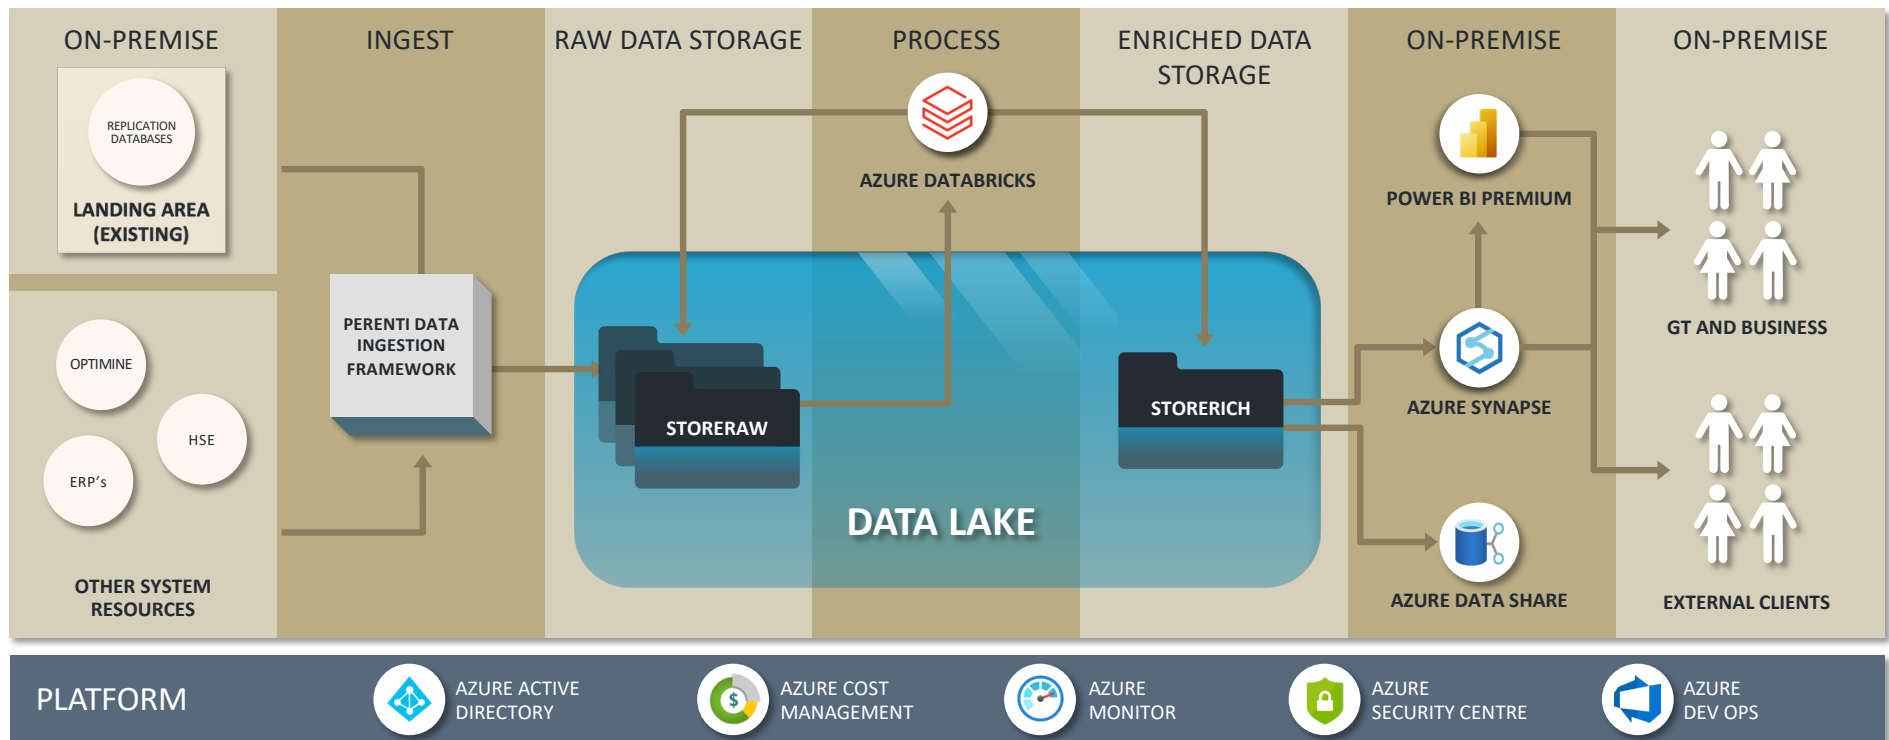 ON-PREMISE
INGEST
RAW DATA STORAGE
PROCESS
ENRICHED DATA
STORAGE
ON-PREMISE
ON-PREMISE
REPLICATION
DATABASES
LANDING AREA
(EXISTING)
OPTIMINE
HSE
ERP's
OTHER SYSTEM
RESOURCES
PERENTI DATA
INGESTION
FRAMEWORK
STORERAW
AZURE DATABRICKS
DATA LAKE
STORERICH
POWER BI PREMIUM
AZURE SYNAPSE
AZURE DATA SHARE
GT AND BUSINESS
EXTERNAL CLIENTS
PLATFORM
AZURE ACTIVE
DIRECTORY
$
AZURE COST
MANAGEMENT
AZURE
MONITOR
AZURE
SECURITY CENTRE
AZURE
DEV OPS